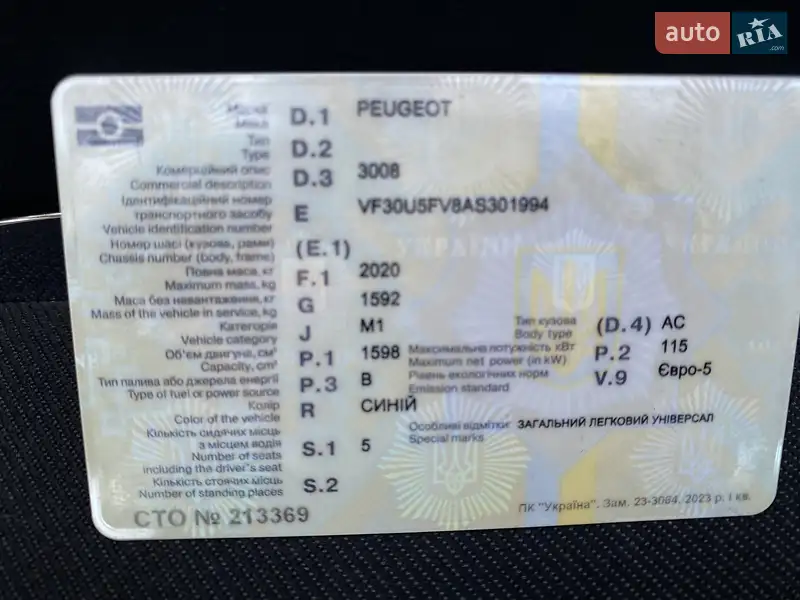 auto RIA .com
Марка D.1 PEUGEOT
Make
Тип D.2
Type
Комерційний опис D.3 3008
Commercial description
Ідентифікаційний номер
транспортного засобу E VF30U5FV8AS301994
Vehicle identification number
Номер шасі (кузова, рами) (E.1)
Chassis number (body, frame)
Повна маса, кг F.1 2020
Maximum mass, kg
Маса без навантаження, кг G 1592
Mass of the vehicle in service, kg
Категорія J M1 Тип кузова (D.4) АС
Vehicle category Body type
Об'єм двигуна, см³ P.1 1598 Максимальна потужність кВт P.2 115
Capacity, cm³ Maximum net power (in kW)
Тип палива або джерела енергії P.3 B Рівень екологічних норм V.9 Євро-5
Type of fuel or power source Emission standard
Колір R СИНІЙ
Color of the vehicle
Особливі відмітки ЗАГАЛЬНИЙ ЛЕГКОВИЙ УНІВЕРСАЛ
Special marks
Кількість сидячих місць
з місцем водія S.1 5
Number of seats
including the driver's seat
Кількість стоячих місць S.2
Number of standing places
СТО № 213369
ПК "Україна". Зам. 23-3084. 2023 р. І кв.